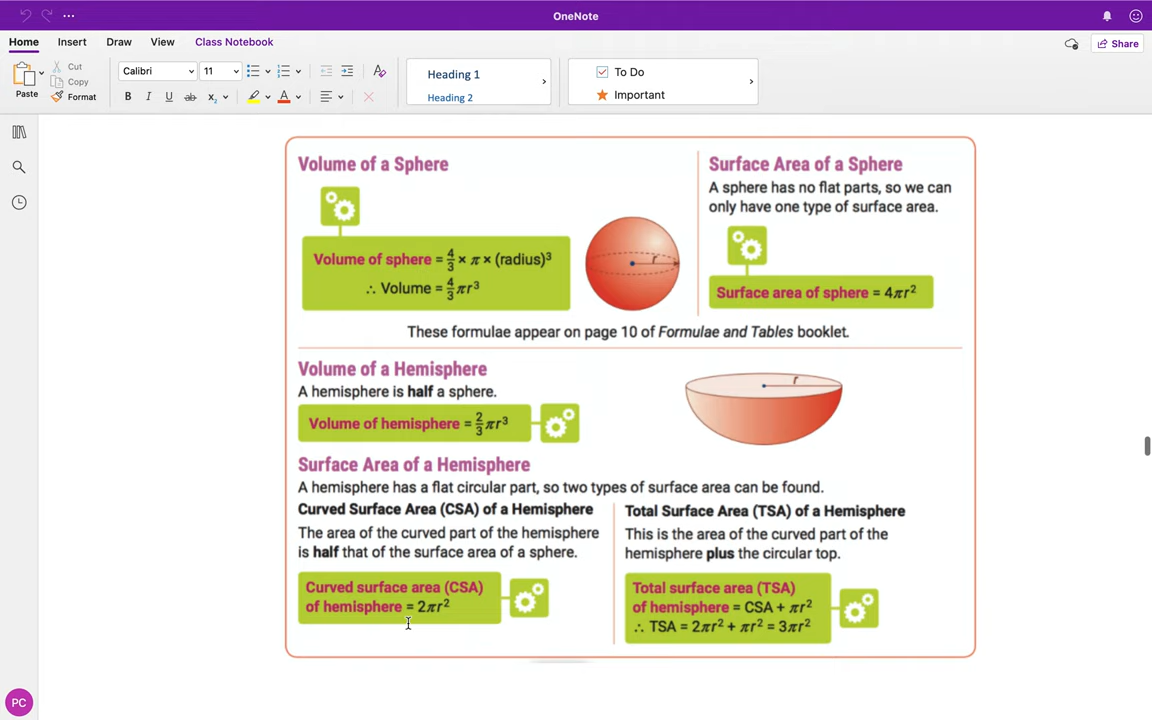 OneNote
Home Insert Draw View Class Notebook
Share
Paste
Cut
Copy
Format
Calibri 11
B I U ab x₂ A
Heading 1
Heading 2
To Do
Important
Volume of a Sphere
Volume of sphere = 4/3 × π × (radius)³
∴ Volume = 4/3 πr³
r
Surface Area of a Sphere
A sphere has no flat parts, so we can
only have one type of surface area.
Surface area of sphere = 4πr²
These formulae appear on page 10 of Formulae and Tables booklet.
Volume of a Hemisphere
A hemisphere is half a sphere.
Volume of hemisphere = 2/3 πr³
r
Surface Area of a Hemisphere
A hemisphere has a flat circular part, so two types of surface area can be found.
Curved Surface Area (CSA) of a Hemisphere
The area of the curved part of the hemisphere
is half that of the surface area of a sphere.
Curved surface area (CSA)
of hemisphere = 2πr²
Total Surface Area (TSA) of a Hemisphere
This is the area of the curved part of the
hemisphere plus the circular top.
Total surface area (TSA)
of hemisphere = CSA + πr²
∴ TSA = 2πr² + πr² = 3πr²
PC